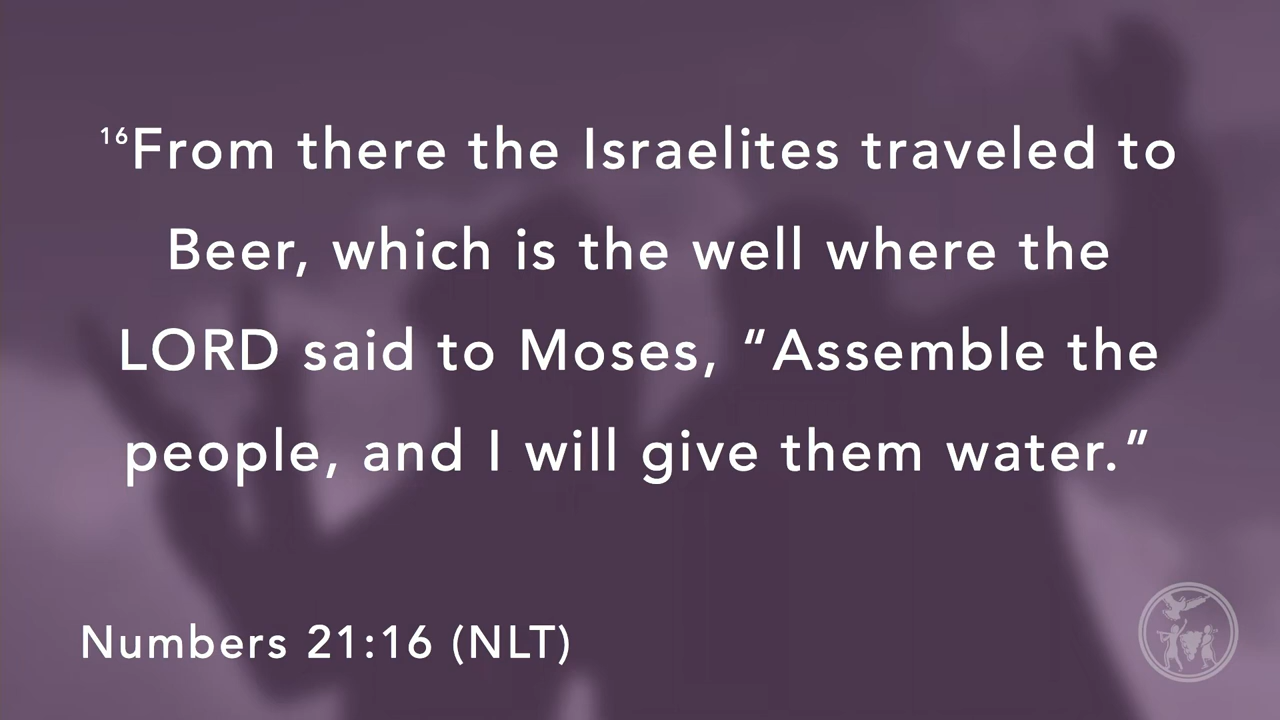 ¹⁶From there the Israelites traveled to
Beer, which is the well where the
LORD said to Moses, “Assemble the
people, and I will give them water.”
Numbers 21:16 (NLT)